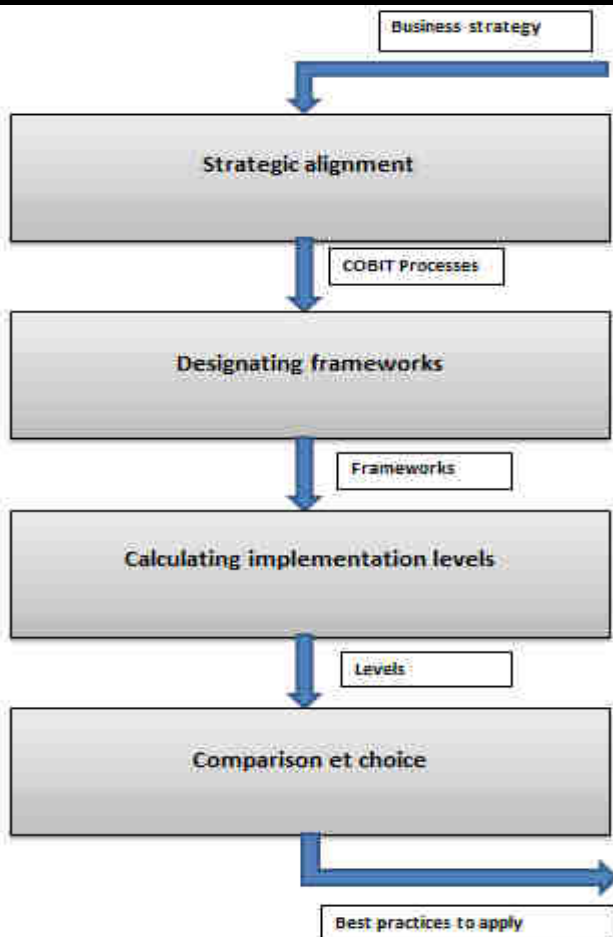 Business strategy
Strategic alignment
COBIT Processes
Designating frameworks
Frameworks
Calculating implementation levels
Levels
Comparison et choice
Best practices to apply